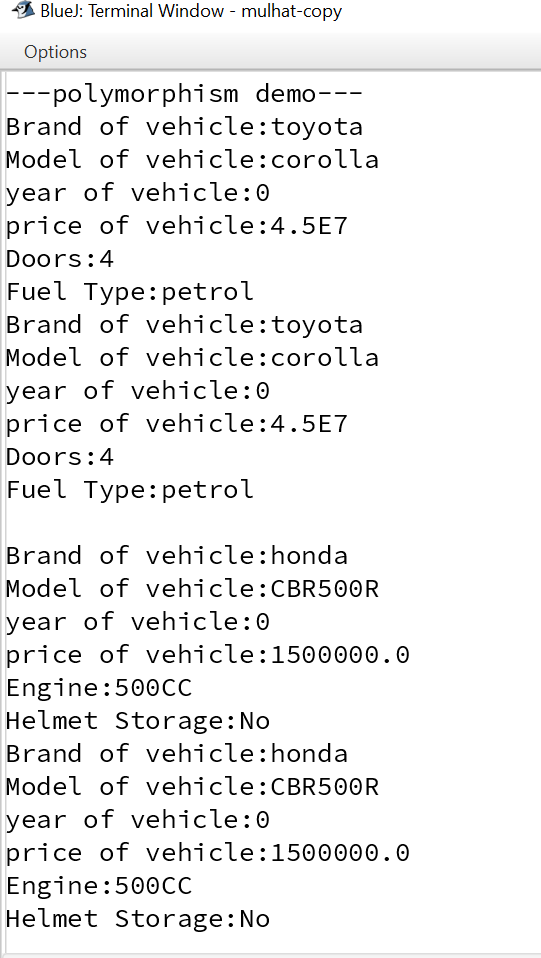 BlueJ: Terminal Window - mulhat-copy
Options
---polymorphism demo---
Brand of vehicle:toyota
Model of vehicle:corolla
year of vehicle:0
price of vehicle:4.5E7
Doors:4
Fuel Type:petrol
Brand of vehicle:toyota
Model of vehicle:corolla
year of vehicle:0
price of vehicle:4.5E7
Doors:4
Fuel Type:petrol
Brand of vehicle:honda
Model of vehicle:CBR500R
year of vehicle:0
price of vehicle:1500000.0
Engine:500CC
Helmet Storage:No
Brand of vehicle:honda
Model of vehicle:CBR500R
year of vehicle:0
price of vehicle:1500000.0
Engine:500CC
Helmet Storage:No